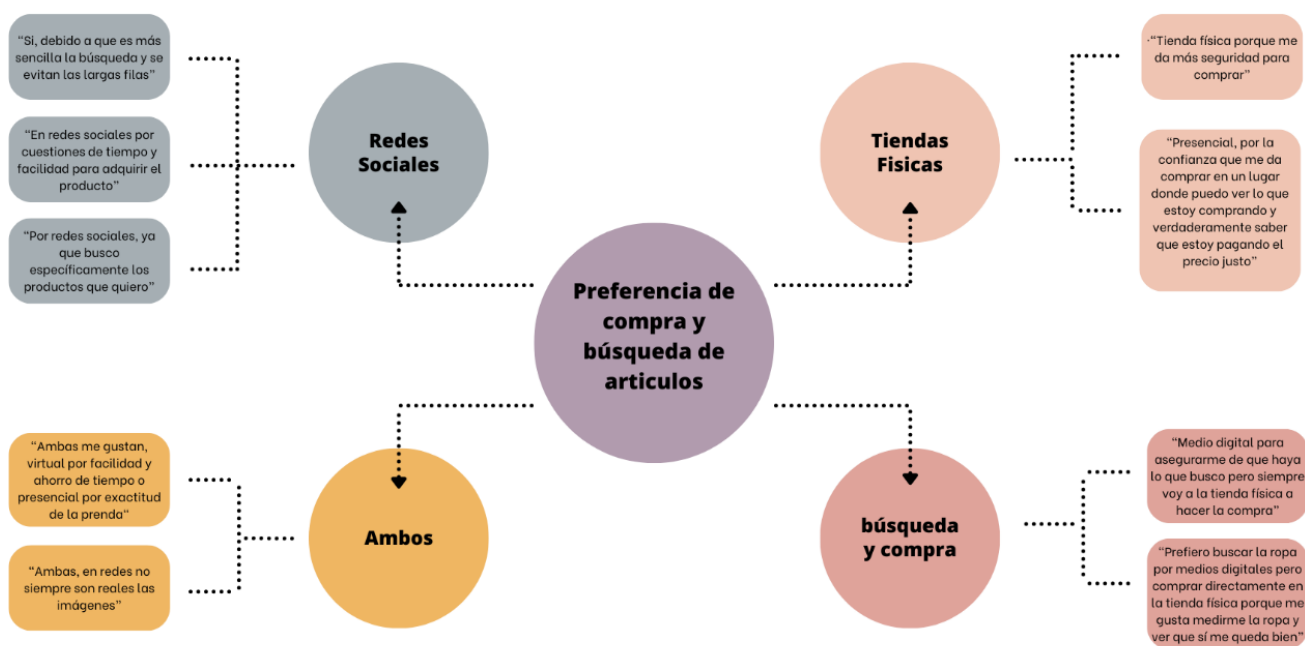 “Si, debido a que es más
sencilla la búsqueda y se
evitan las largas filas”
“En redes sociales por
cuestiones de tiempo y
facilidad para adquirir el
producto”
“Por redes sociales, ya
que busco
específicamente los
productos que quiero”
Redes
Sociales
Tiendas
Fisicas
·“Tienda física porque me
da más seguridad para
comprar”
“Presencial, por la
confianza que me da
comprar en un lugar
donde puedo ver lo que
estoy comprando y
verdaderamente saber
que estoy pagando el
precio justo”
Preferencia de
compra y
búsqueda de
articulos
“Ambas me gustan,
virtual por facilidad y
ahorro de tiempo o
presencial por exactitud
de la prenda“
“Ambas, en redes no
siempre son reales las
imágenes”
Ambos
búsqueda
y compra
“Medio digital para
asegurarme de que haya
lo que busco pero siempre
voy a la tienda física a
hacer la compra”
“Prefiero buscar la ropa
por medios digitales pero
comprar directamente en
la tienda física porque me
gusta medirme la ropa y
ver que sí me queda bien”